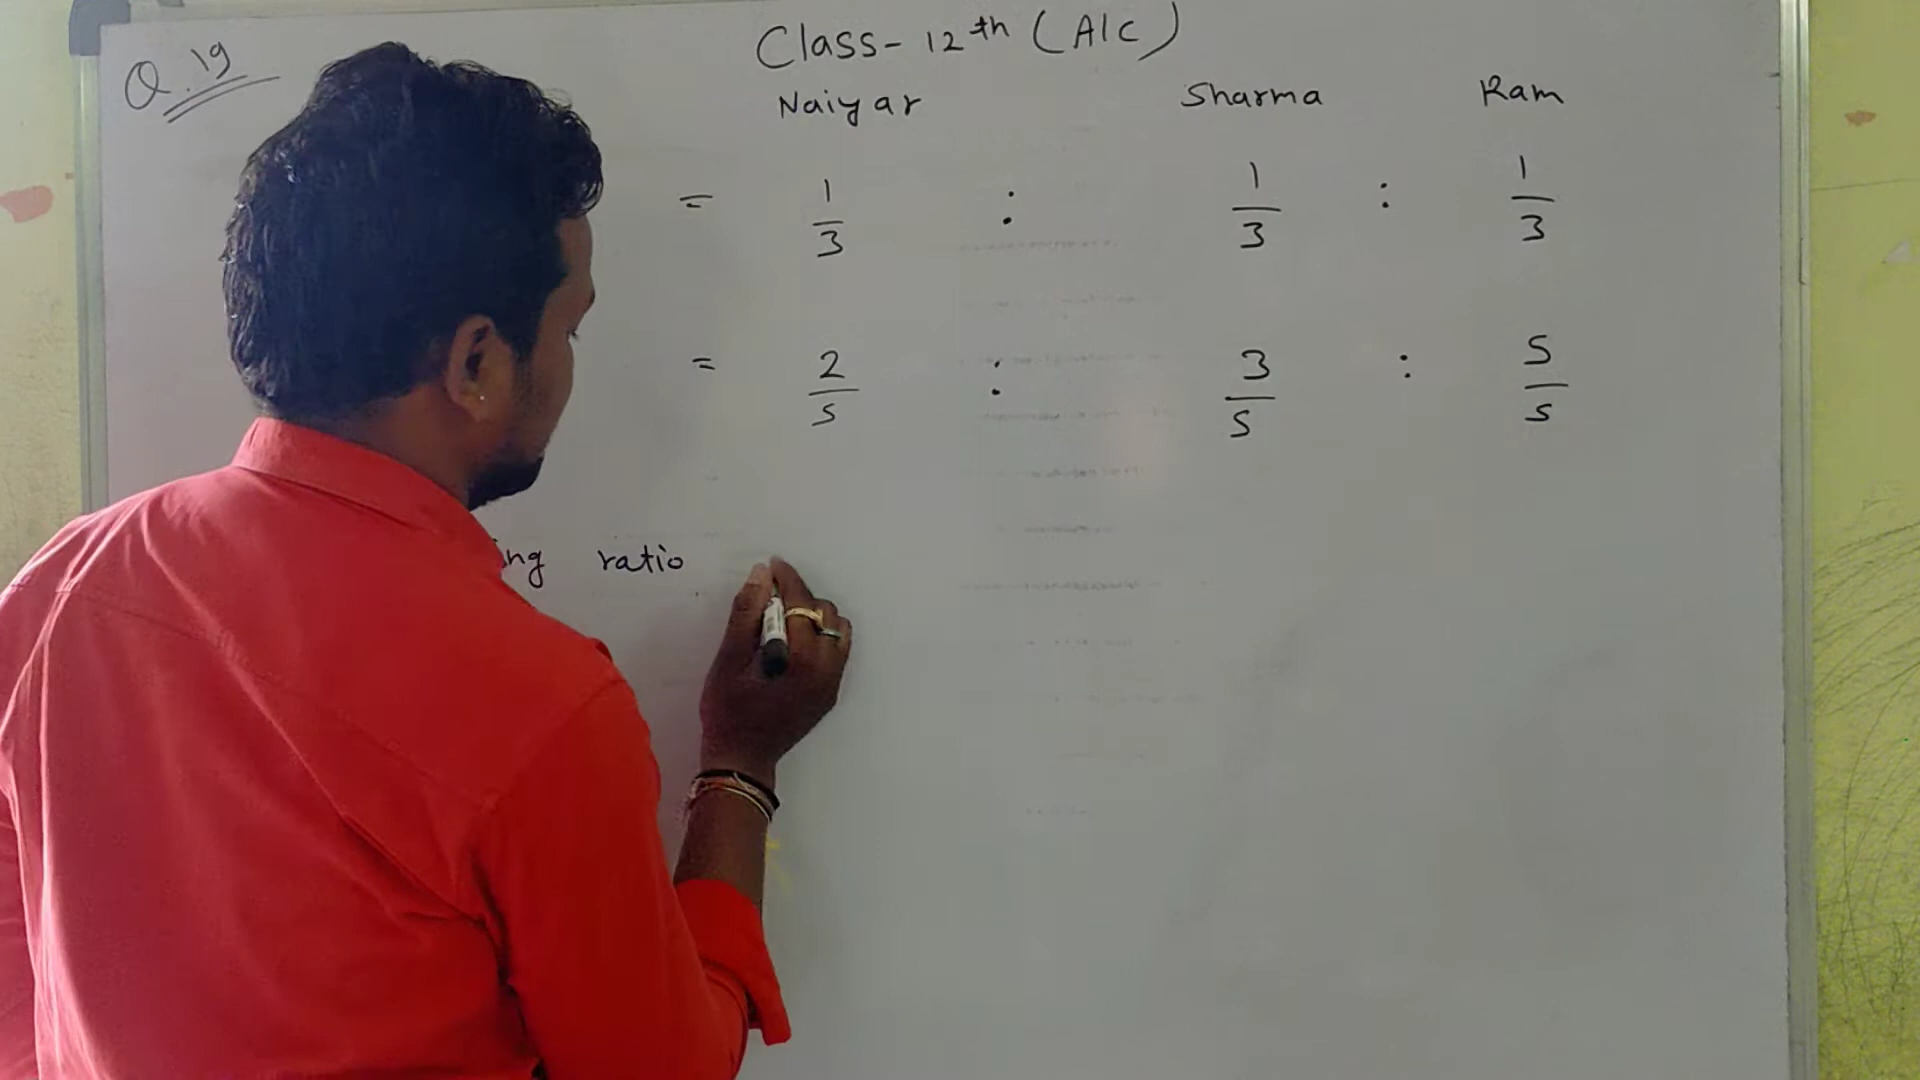 Q.19
Class-12th (A/c)
Naiyar Sharma Ram
= 1/3 : 1/3 : 1/3
= 2/5 : 3/5 : 5/5
ing ratio